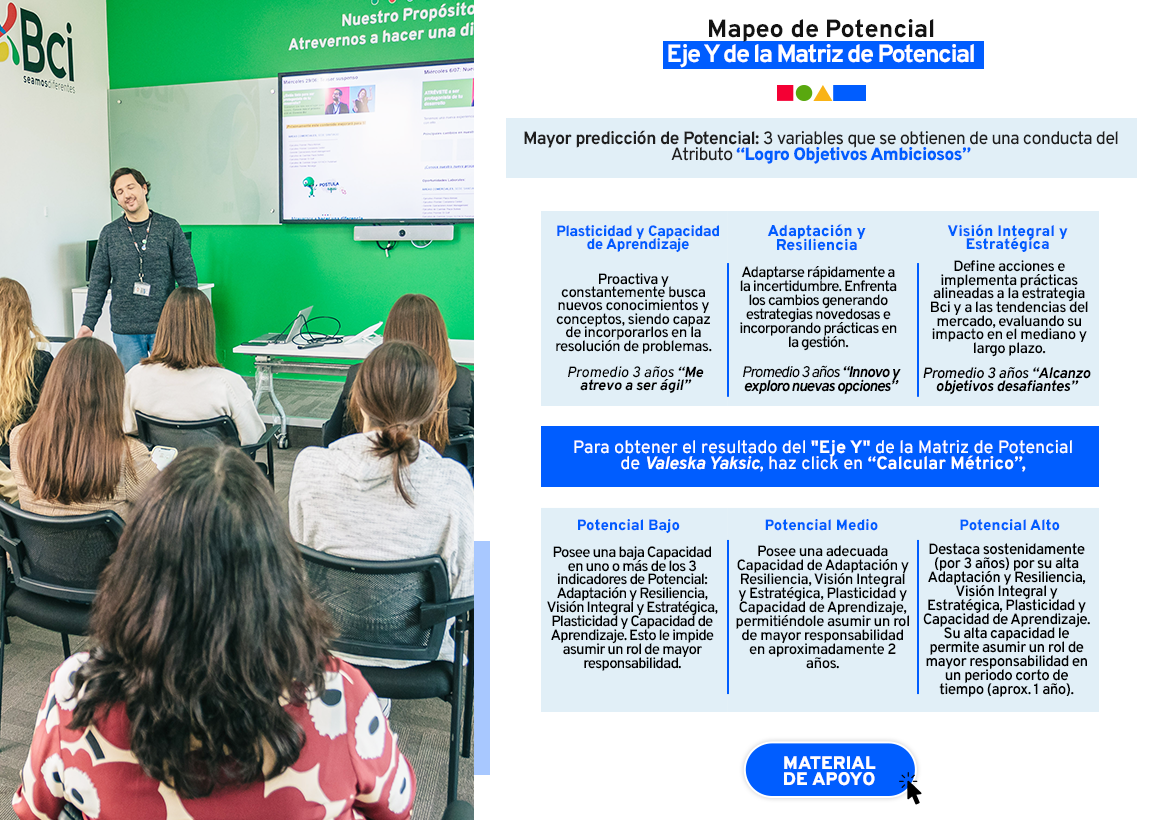 Bci
seamosdiferentes
Nuestro Propósito
Atrevernos a hacer una di
POSTULA
Mapeo de Potencial
Eje Y de la Matriz de Potencial
Mayor predicción de Potencial: 3 variables que se obtienen de una conducta del
Atributo “Logro Objetivos Ambiciosos”
Plasticidad y Capacidad
de Aprendizaje
Proactiva y
constantemente busca
nuevos conocimientos y
conceptos, siendo capaz
de incorporarlos en la
resolución de problemas.
Promedio 3 años “Me
atrevo a ser ágil”
Adaptación y
Resiliencia
Adaptarse rápidamente a
la incertidumbre. Enfrenta
los cambios generando
estrategias novedosas e
incorporando prácticas en
la gestión.
Promedio 3 años “Innovo y
exploro nuevas opciones”
Visión Integral y
Estratégica
Define acciones e
implementa prácticas
alineadas a la estrategia
Bci y a las tendencias del
mercado, evaluando su
impacto en el mediano y
largo plazo.
Promedio 3 años “Alcanzo
objetivos desafiantes”
Para obtener el resultado del "Eje Y" de la Matriz de Potencial
de Valeska Yaksic, haz click en “Calcular Métrico”,
Potencial Bajo
Posee una baja Capacidad
en uno o más de los 3
indicadores de Potencial:
Adaptación y Resiliencia,
Visión Integral y Estratégica,
Plasticidad y Capacidad de
Aprendizaje. Esto le impide
asumir un rol de mayor
responsabilidad.
Potencial Medio
Posee una adecuada
Capacidad de Adaptación y
Resiliencia, Visión Integral
y Estratégica, Plasticidad y
Capacidad de Aprendizaje,
permitiéndole asumir un rol
de mayor responsabilidad
en aproximadamente 2
años.
Potencial Alto
Destaca sostenidamente
(por 3 años) por su alta
Adaptación y Resiliencia,
Visión Integral y
Estratégica, Plasticidad y
Capacidad de Aprendizaje.
Su alta capacidad le
permite asumir un rol de
mayor responsabilidad en
un periodo corto de
tiempo (aprox. 1 año).
MATERIAL
DE APOYO